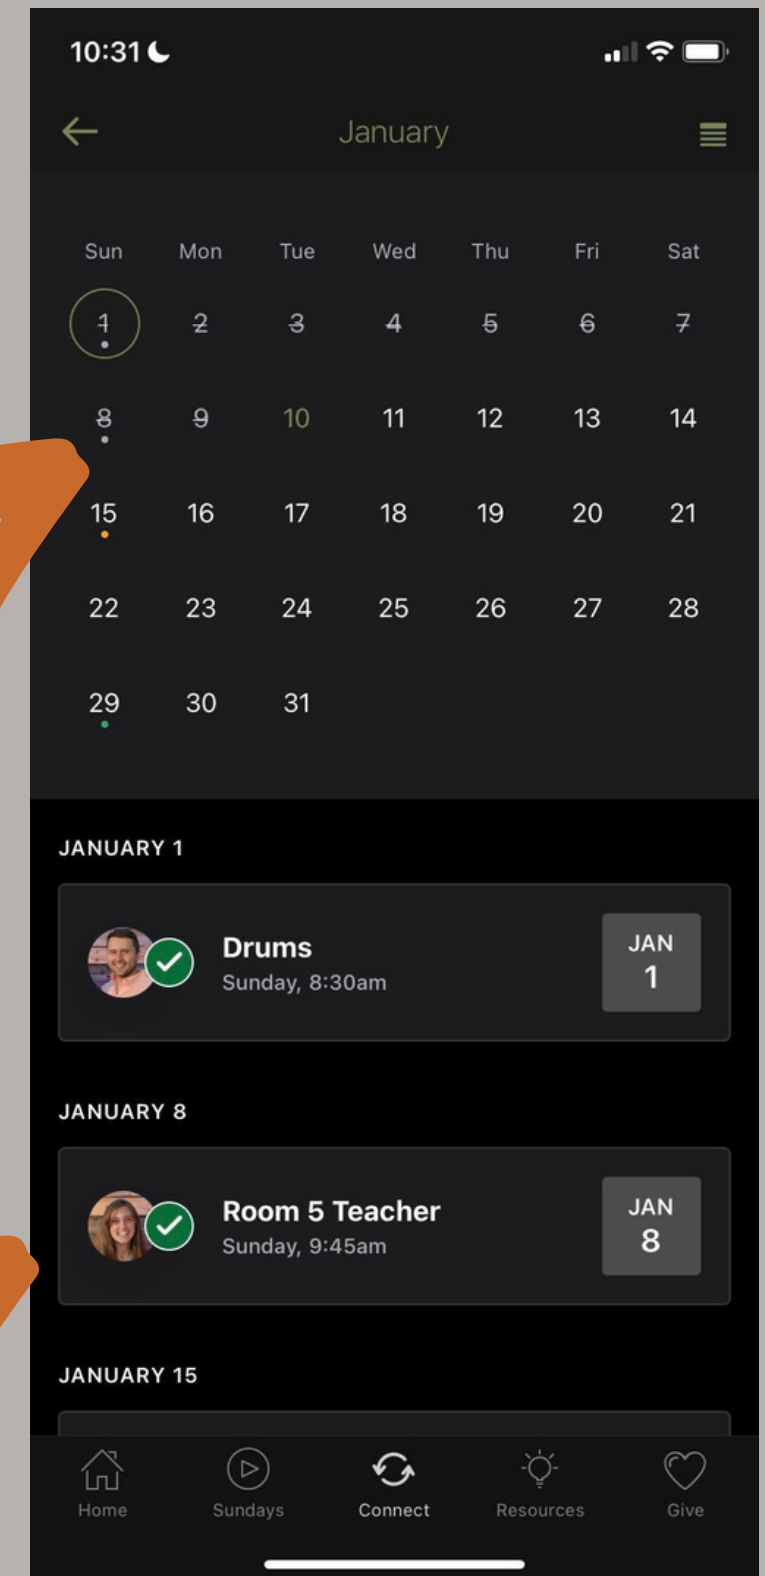 10:31
January
Sun Mon Tue Wed Thu Fri Sat
1 2 3 4 5 6 7
8 9 10 11 12 13 14
15 16 17 18 19 20 21
22 23 24 25 26 27 28
29 30 31
JANUARY 1
Drums
Sunday, 8:30am
JAN
1
JANUARY 8
Room 5 Teacher
Sunday, 9:45am
JAN
8
JANUARY 15
Home Sundays Connect Resources Give